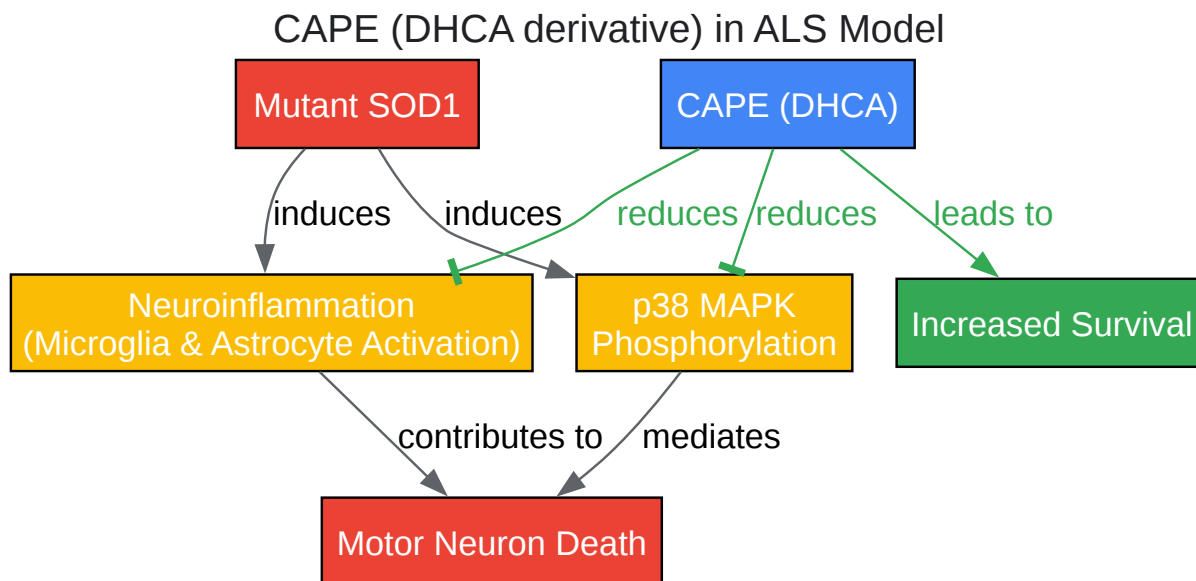 CAPE (DHCA derivative) in ALS Model
Mutant SOD1
CAPE (DHCA)
induces
induces
reduces
reduces
leads to
Neuroinflammation
(Microglia & Astrocyte Activation)
p38 MAPK
Phosphorylation
Increased Survival
contributes to
mediates
Motor Neuron Death